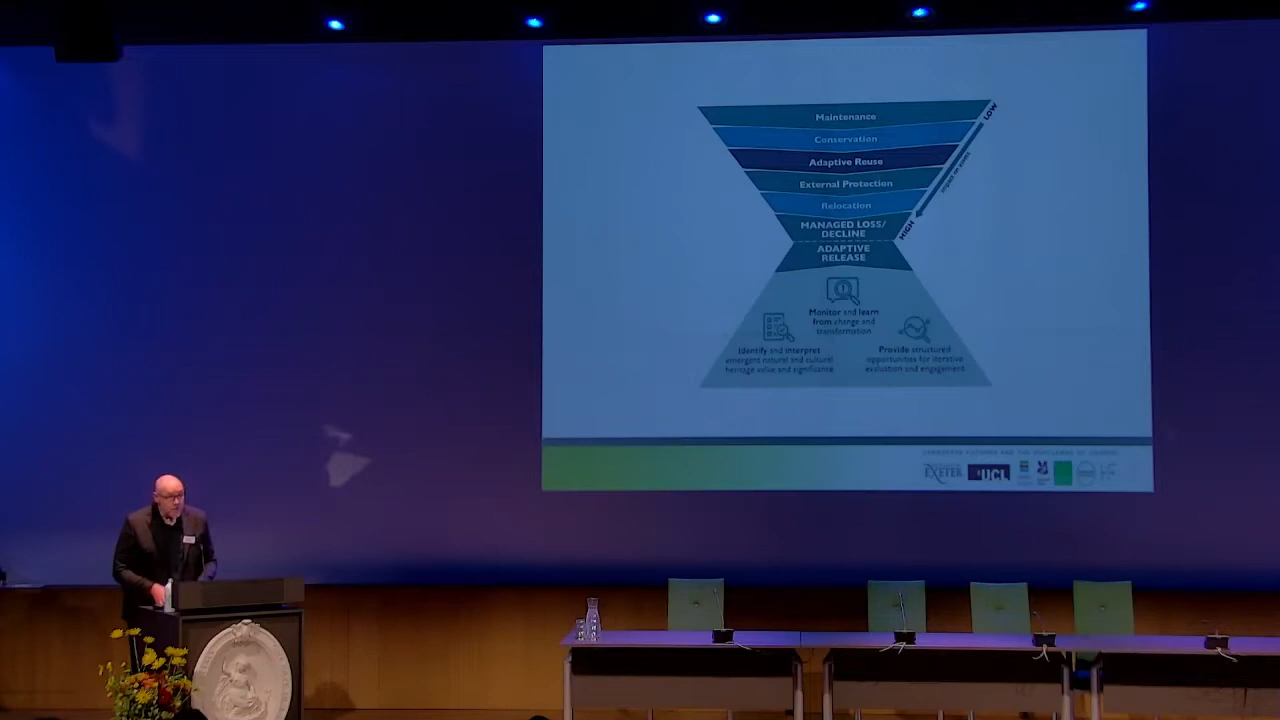 Maintenance
Conservation
Adaptive Reuse
External Protection
Relocation
MANAGED LOSS/
DECLINE
ADAPTIVE
RELEASE
LOW
HIGH
Monitor and learn
from change and
transformation
Identify and interpret
emergent natural and cultural
heritage value and significance
Provide structured
opportunities for iterative
evaluation and engagement
EXETER
UCL